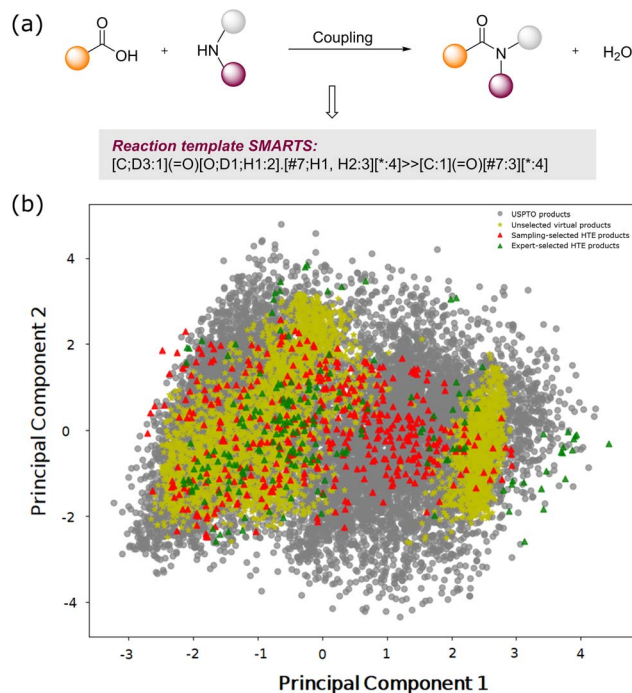 (a)
O
OH
+
HN
Coupling
O
N
+
H₂O
Reaction template SMARTS:
[C;D3:1](=O)[O;D1;H1:2].[#7;H1, H2:3][*:4]>>[C:1](=O)[#7:3][*:4]
(b)
USPTO products
Unselected virtual products
Sampling-selected HTE products
Expert-selected HTE products
Principal Component 2
4
2
0
-2
-4
-3
-2
-1
0
1
2
3
4
Principal Component 1